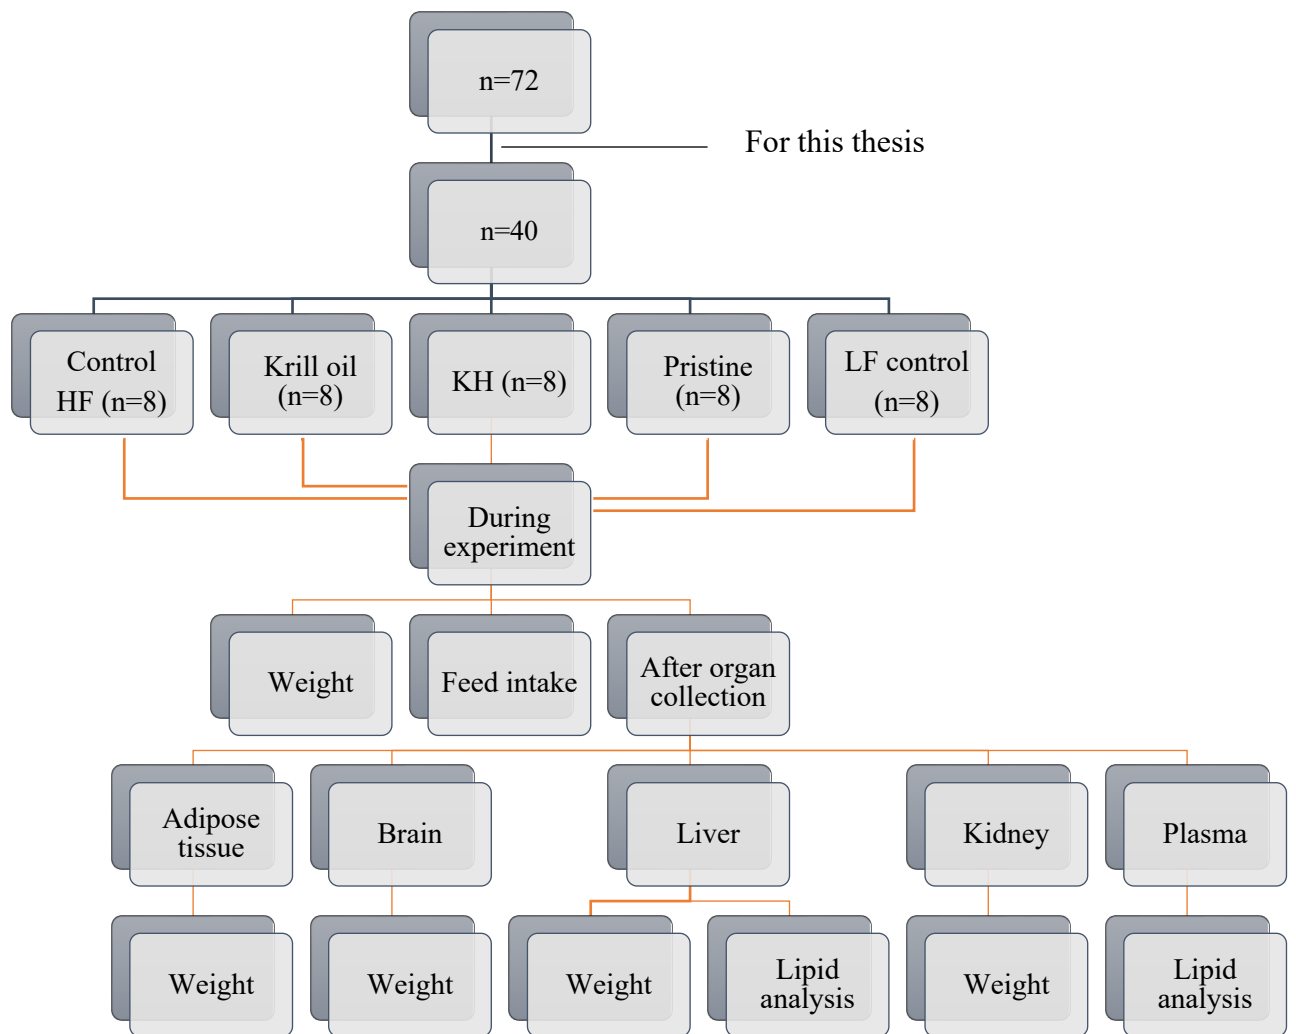 n=72
For this thesis
n=40
Control
HF (n=8)
Krill oil
(n=8)
KH (n=8)
Pristine
(n=8)
LF control
(n=8)
During
experiment
Weight
Feed intake
After organ
collection
Adipose
tissue
Brain
Liver
Kidney
Plasma
Weight
Weight
Weight
Lipid
analysis
Weight
Lipid
analysis